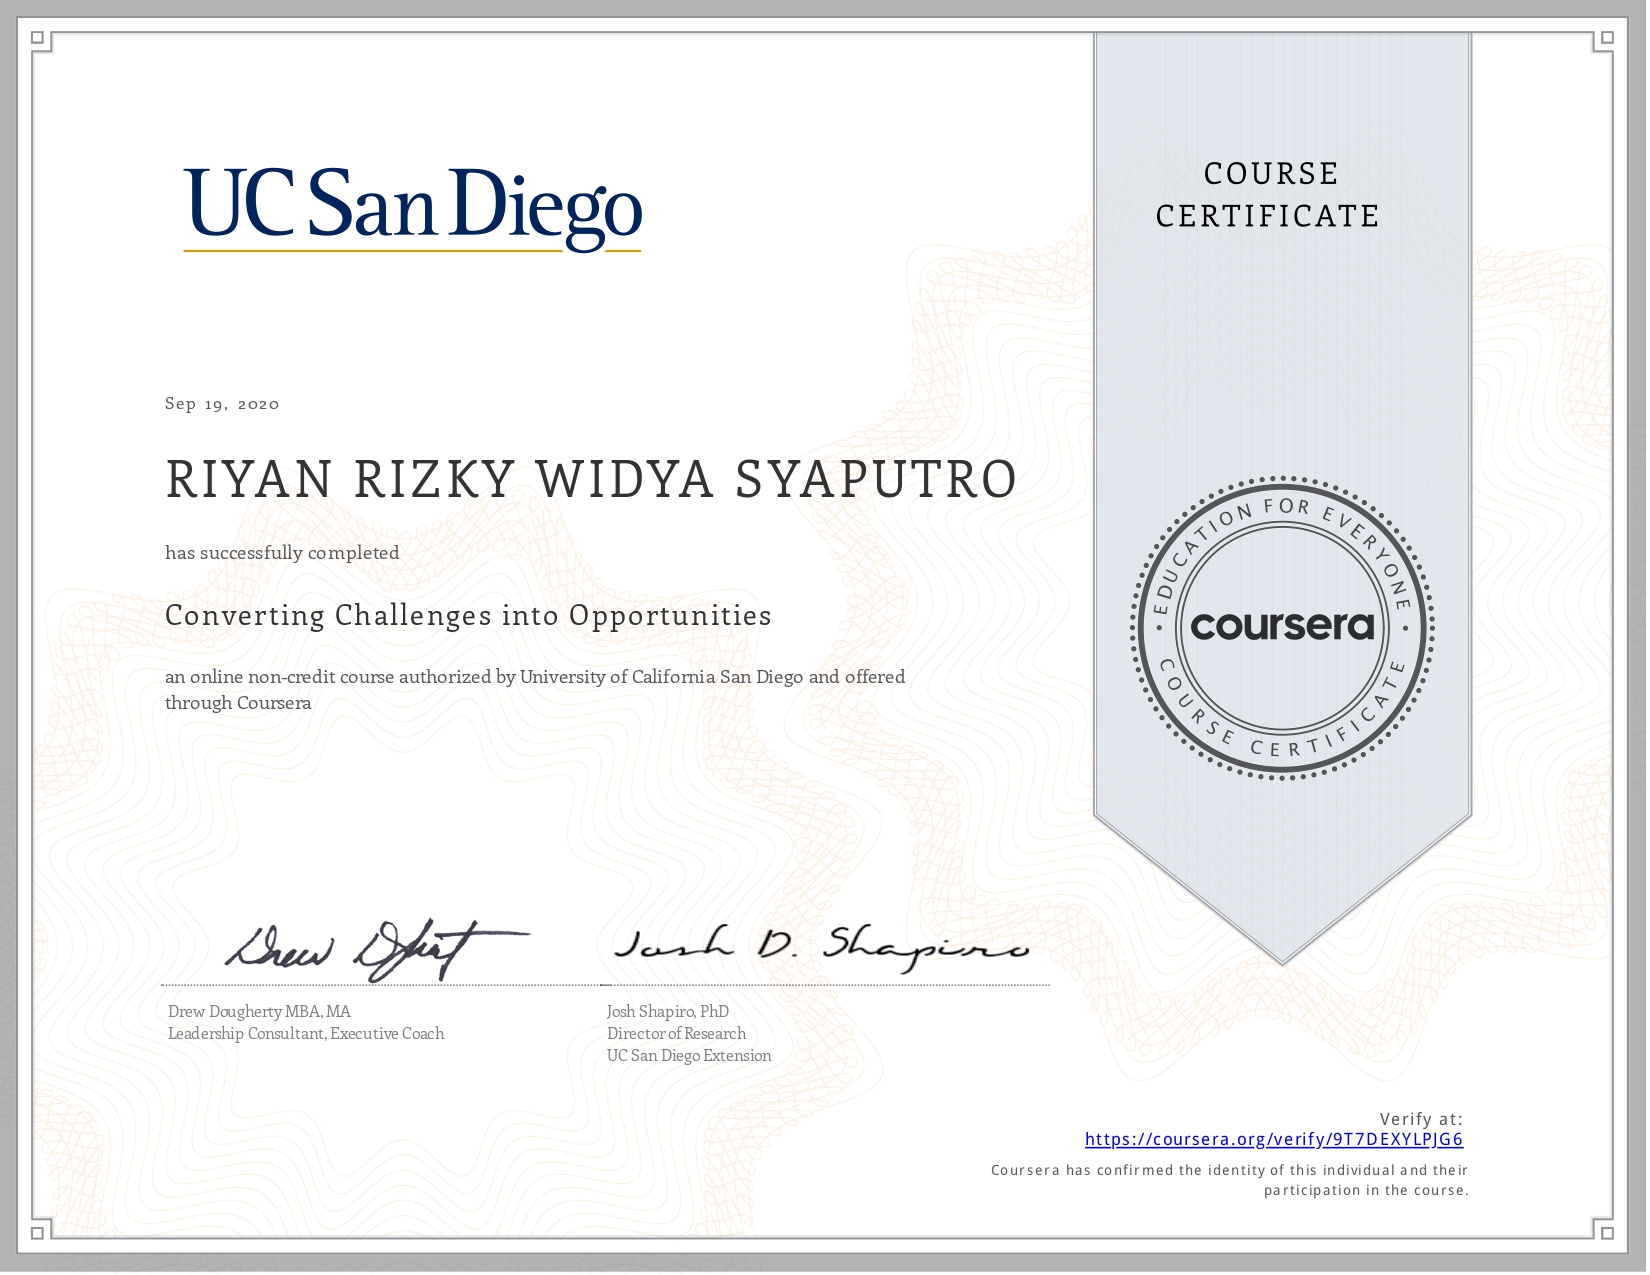 UC San Diego
COURSE
CERTIFICATE
Sep 19, 2020
RIYAN RIZKY WIDYA SYAPUTRO
has successfully completed
Converting Challenges into Opportunities
an online non-credit course authorized by University of California San Diego and offered
through Coursera
EDUCATION FOR EVERYONE
coursera
COURSE CERTIFICATE
Josh D. Shapiro
Drew Dougherty MBA, MA
Leadership Consultant, Executive Coach
Josh Shapiro, PhD
Director of Research
UC San Diego Extension
Verify at:
https://coursera.org/verify/9T7DEXYLPJG6
Coursera has confirmed the identity of this individual and their
participation in the course.